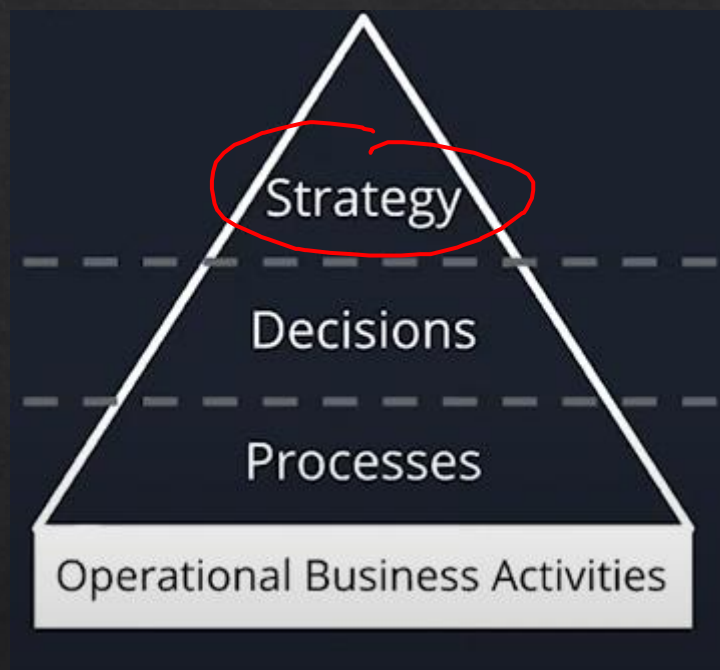 Strategy
Decisions
Processes
Operational Business Activities